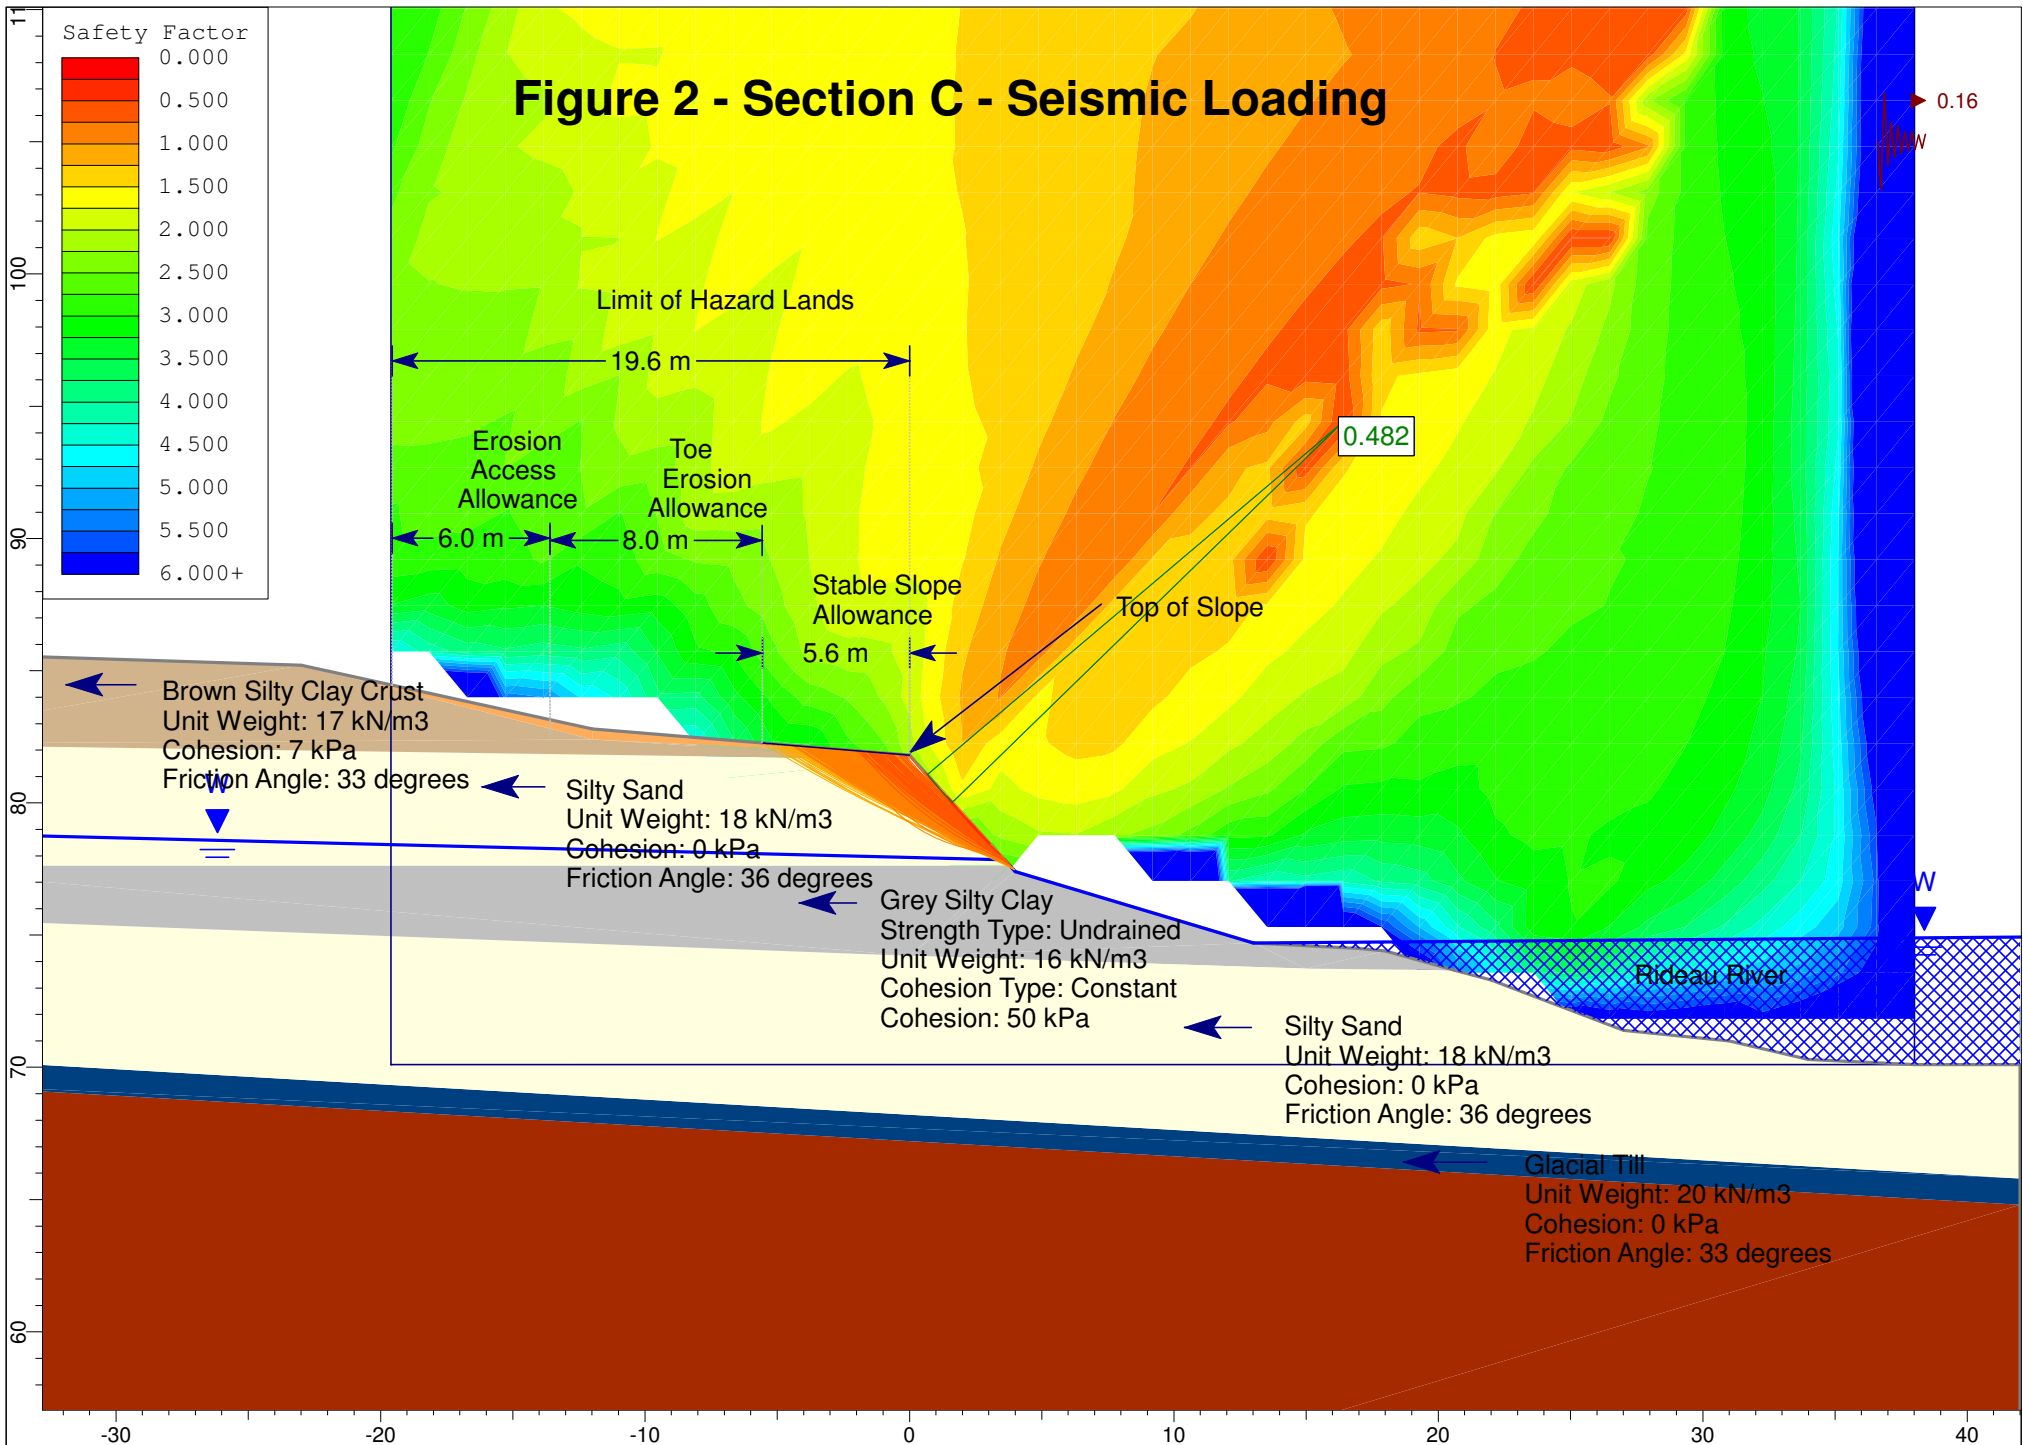 Figure 2 - Section C - Seismic Loading
Safety Factor
0.000
0.500
1.000
1.500
2.000
2.500
3.000
3.500
4.000
4.500
5.000
5.500
6.000+
0.16
Limit of Hazard Lands
19.6 m
Erosion
Access
Allowance
6.0 m
Toe
Erosion
Allowance
8.0 m
Stable Slope
Allowance
5.6 m
0.482
Top of Slope
Brown Silty Clay Crust
Unit Weight: 17 kN/m3
Cohesion: 7 kPa
Friction Angle: 33 degrees
W
Silty Sand
Unit Weight: 18 kN/m3
Cohesion: 0 kPa
Friction Angle: 36 degrees
Grey Silty Clay
Strength Type: Undrained
Unit Weight: 16 kN/m3
Cohesion Type: Constant
Cohesion: 50 kPa
W
Rideau River
Silty Sand
Unit Weight: 18 kN/m3
Cohesion: 0 kPa
Friction Angle: 36 degrees
Glacial Till
Unit Weight: 20 kN/m3
Cohesion: 0 kPa
Friction Angle: 33 degrees
100
90
80
70
60
-30
-20
-10
0
10
20
30
40